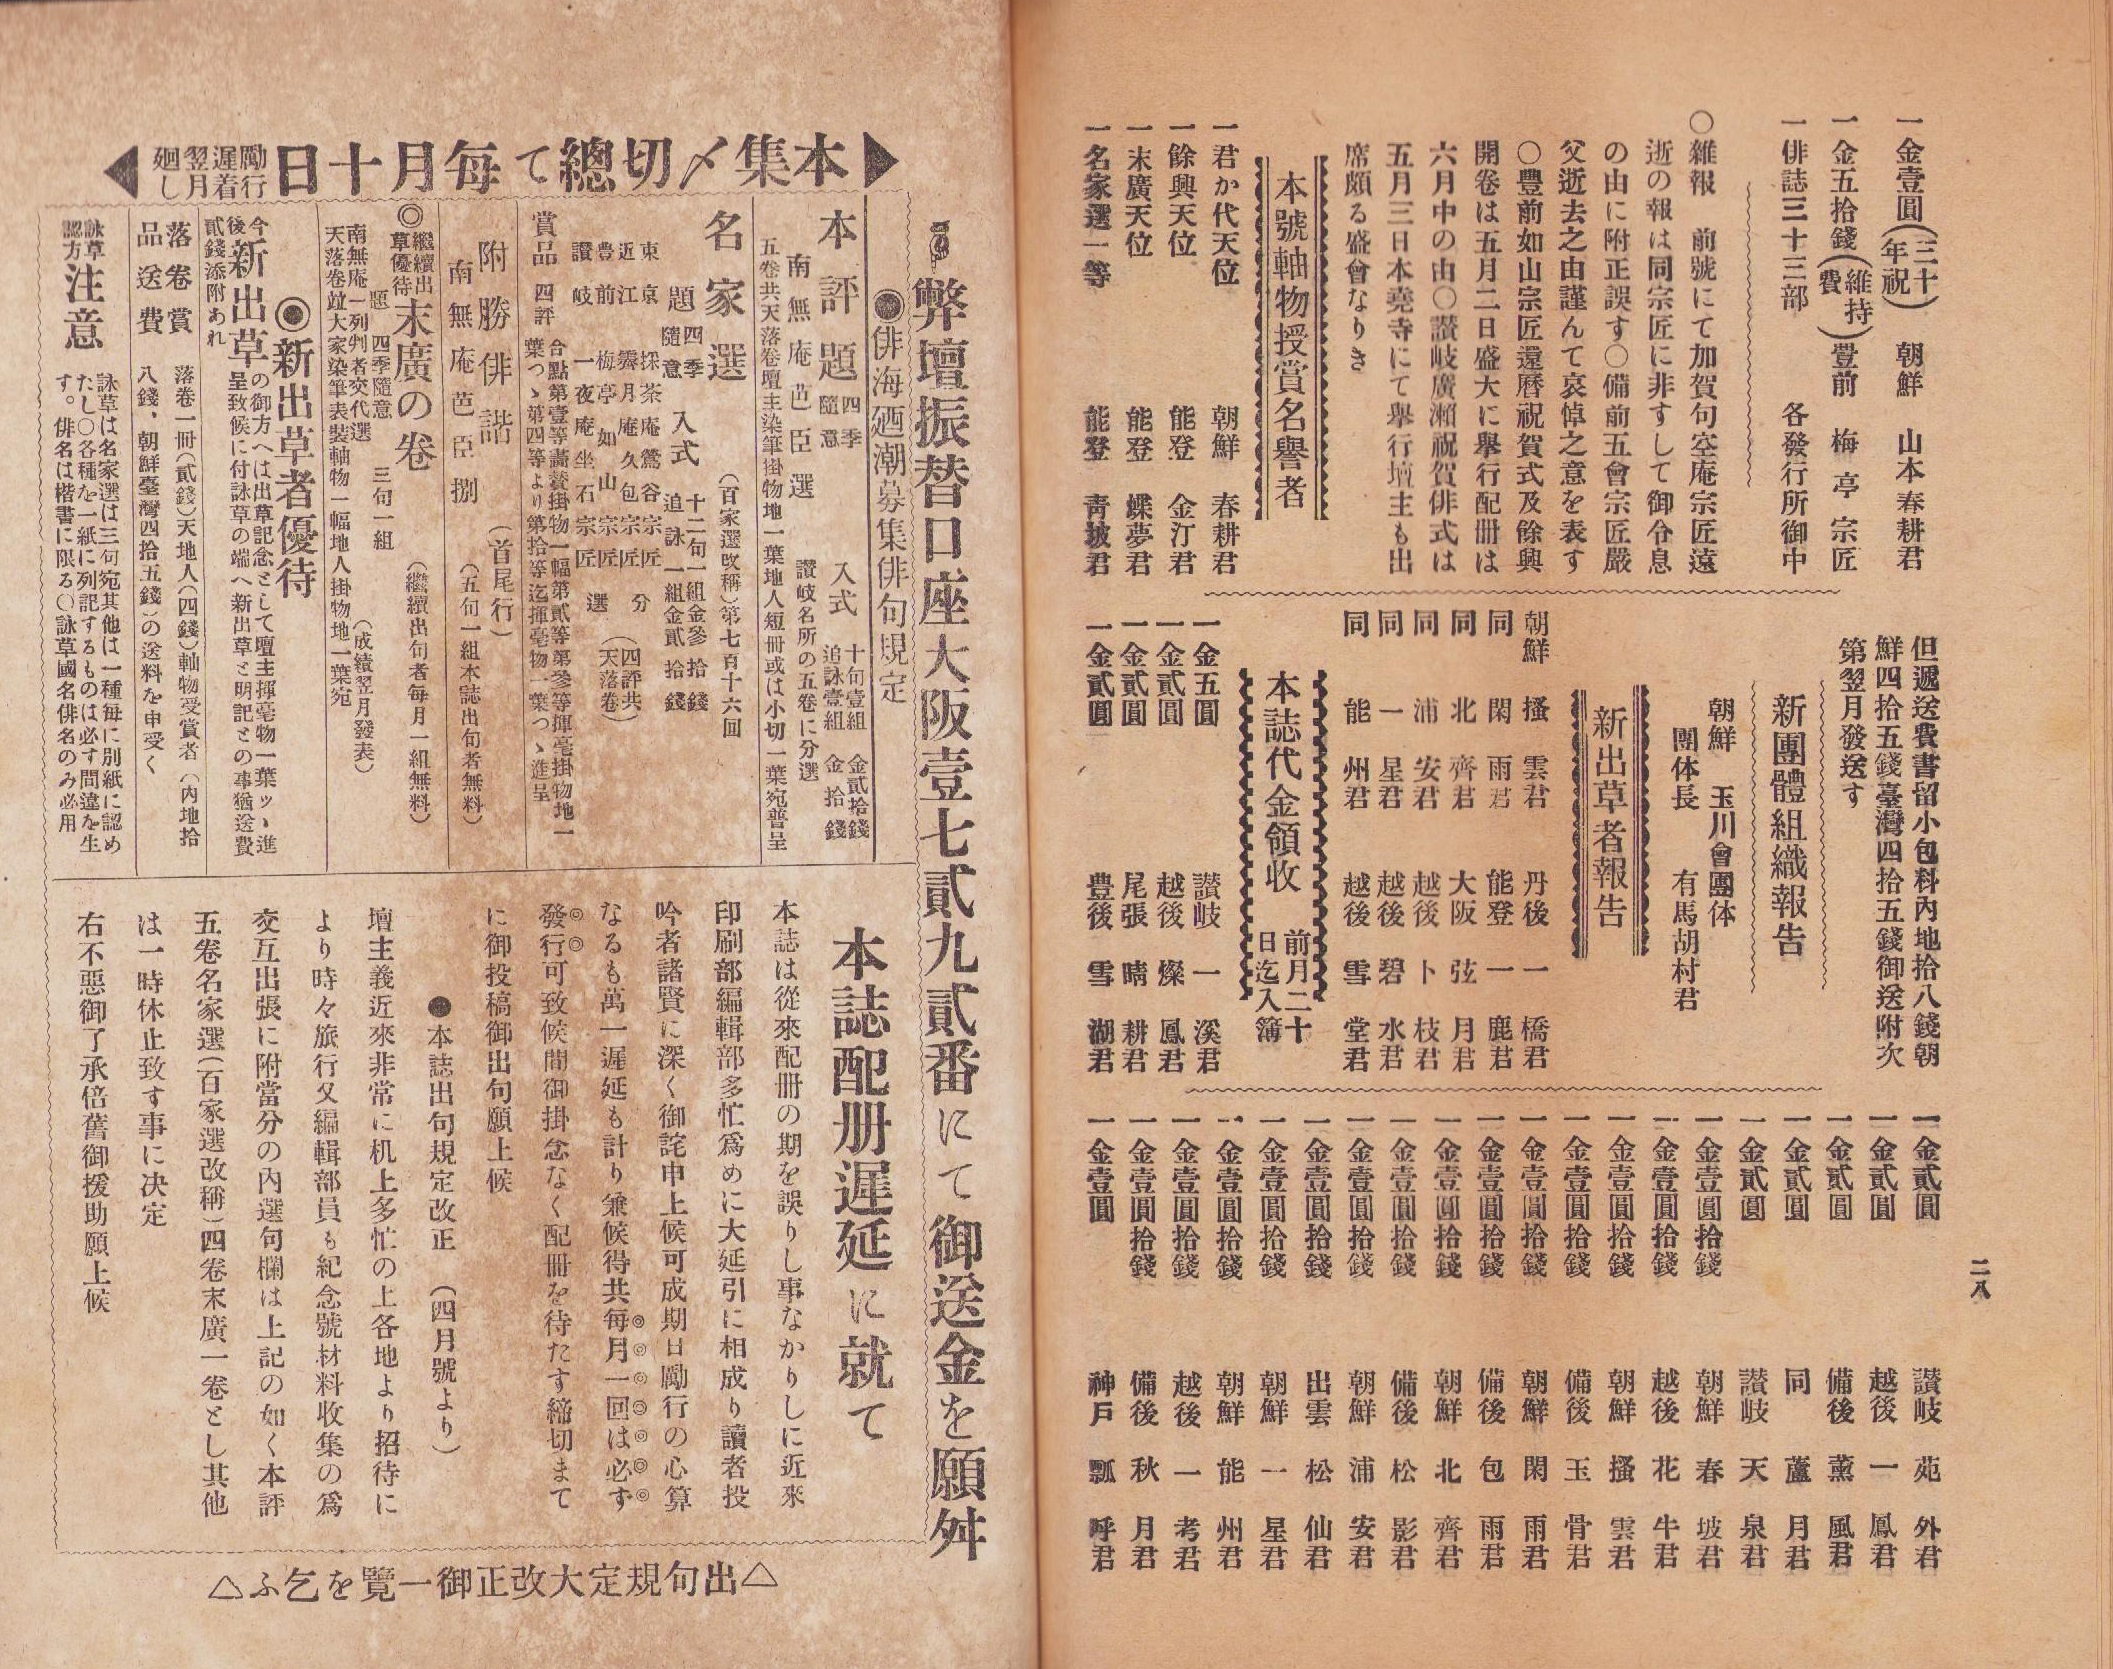 一金壹圓(三十年祝) 朝鮮 山本春耕君
一金五拾錢(維持費) 豐前 梅亭宗匠
一俳誌三十三部 各發行所御中
○雜報 前號にて加賀句空庵宗匠遠
逝の報は同宗匠に非すして御令息
の由に附正誤す○備前五會宗匠嚴
父逝去之由謹んて哀悼之意を表す
○豐前如山宗匠還暦祝賀式及餘興
開卷は五月二日盛大に擧行配册は
六月中の由○讃岐廣瀨祝賀俳式は
五月三日本堯寺にて擧行壇主も出
席頗る盛會なりき
本號軸物授賞名譽者
一君か代天位 朝鮮 春耕君
一餘興天位 能登 金汀君
一末廣天位 能登 蝶夢君
一名家選一等 能登 靑坡君
但遞送費書留小包料內地拾八錢朝
鮮四拾五錢臺灣四拾五錢御送附次
第翌月發送す
新團體組織報告
朝鮮 玉川會團体
團体長 有馬胡村君
新出草者報告
朝鮮 搔雲君 丹後 一橋君
同 閑雨君 能登 一鹿君
同 北齊君 大阪 弦月君
同 浦安君 越後 卜枝君
同 一星君 越後 碧水君
同 能州君 越後 雪堂君
本誌代金領收 前月二十日迄入簿
一金五圓 讃岐 一溪君
一金貳圓 越後 燦鳳君
一金貳圓 尾張 晴耕君
一金貳圓 豊後 雪湖君
一金貳圓 讃岐 苑外君
一金貳圓 越後 一鳳君
一金貳圓 備後 薰風君
一金貳圓 同 蘆月君
一金貳圓 讃岐 天泉君
一金壹圓拾錢 朝鮮 春坡君
一金壹圓拾錢 越後 花牛君
一金壹圓拾錢 朝鮮 搔雲君
一金壹圓拾錢 備後 玉骨君
一金壹圓拾錢 朝鮮 閑雨君
一金壹圓拾錢 備後 包雨君
一金壹圓拾錢 朝鮮 北齊君
一金壹圓拾錢 備後 松影君
一金壹圓拾錢 朝鮮 浦安君
一金壹圓拾錢 出雲 松仙君
一金壹圓拾錢 朝鮮 一星君
一金壹圓拾錢 朝鮮 能州君
一金壹圓拾錢 越後 一考君
一金壹圓拾錢 備後 秋月君
一金壹圓 神戶 瓢呼君
二八
弊壇振替口座大阪壹七貳九貳番にて御送金を願舛
本集〆切總て每月十日 勵行遲着翌月廻し
●俳海廼潮募集俳句規定
本評題 四季隨意 入式 十句壹組 金貳拾錢 追詠壹組 金拾錢
南無庵芭臣選 讃岐名所の五卷に分選
五卷共天落卷壇主染筆掛物地一葉地人短冊或は小切一葉宛普呈
名家選 (百家選改稱)第七百十六回
題 四季隨意 入式 十二句一組金參拾錢 追詠一組金貳拾錢
東京 採茶庵鶯谷宗匠
近江 霽月庵久包宗匠 分
豊前 梅亭如山宗匠 選 (四評共天落卷)
讃岐 一夜庵坐石宗匠
賞品 四評合點第壹等畵賛掛物一幅第貳等第參等揮毫掛物地一
葉つゝ第四等より第拾等迄揮毫物一葉つゝ進呈
附勝俳諧 (首尾行)
南無庵芭臣捌 (五句一組本誌出句者無料)
◎繼續出草優待 末廣の卷 (繼續出句者每月一組無料)
題 四季隨意 三句一組
南無庵一列判者交代選 (成績翌月發表)
天落卷竝大家染筆表裝軸物一幅地人掛物地一葉宛
◎新出草者優待
今後新出草の御方へは出草記念として壇主揮毫物一葉ッゝ進
呈致候に付詠草の端へ新出草と明記との事猶送費
貳錢添附あれ
落卷賞品送費 落卷一冊(貳錢)天地人(四錢)軸物受賞者(內地拾
八錢、朝鮮臺灣四拾五錢)の送料を申受く
詠草認方注意 詠草は名家選は三句宛其他は一種每に別紙に認め
たし○各種を一紙に列記するものは必す間違を生
す。俳名は楷書に限る○詠草國名俳名のみ必用
本誌配册遲延に就て
本誌は從來配冊の期を誤りし事なかりしに近來
印刷部編輯部多忙爲めに大延引に相成り讀者投
吟者諸賢に深く御詫申上候可成期日勵行の心算
なるも萬一遲延も計り兼候得共每月一回は必す
發行可致候間御掛念なく配冊を待たす締切まて
に御投稿御出句願上候
●本誌出句規定改正 (四月號より)
壇主義近來非常に机上多忙の上各地より招待に
より時々旅行又編輯部員も紀念號材料收集の爲
交互出張に附當分の內選句欄は上記の如く本評
五卷名家選(百家選改稱)四卷末廣一卷とし其他
は一時休止致す事に決定
右不惡御了承倍舊御援助願上候
△出句規定大改正御一覽を乞ふ△